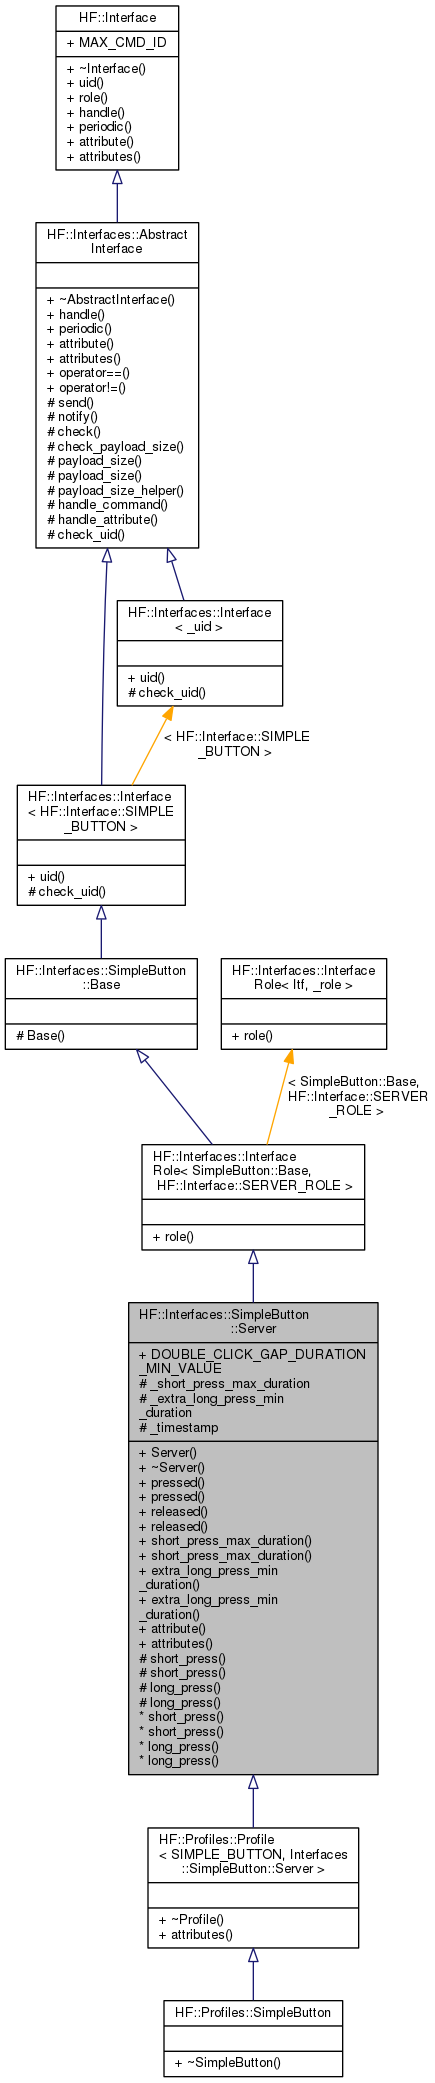 HF::Interface
+ MAX_CMD_ID
+ ~Interface()
+ uid()
+ role()
+ handle()
+ periodic()
+ attribute()
+ attributes()
HF::Interfaces::Abstract
Interface
+ ~AbstractInterface()
+ handle()
+ periodic()
+ attribute()
+ attributes()
+ operator==()
+ operator!=()
# send()
# notify()
# check()
# check_payload_size()
# payload_size()
# payload_size()
# payload_size_helper()
# handle_command()
# handle_attribute()
# check_uid()
HF::Interfaces::Interface
< _uid >
+ uid()
# check_uid()
< HF::Interface::SIMPLE
_BUTTON >
HF::Interfaces::Interface
< HF::Interface::SIMPLE
_BUTTON >
+ uid()
# check_uid()
HF::Interfaces::SimpleButton
::Base
# Base()
HF::Interfaces::Interface
Role< Itf, _role >
+ role()
< SimpleButton::Base,
HF::Interface::SERVER
_ROLE >
HF::Interfaces::Interface
Role< SimpleButton::Base,
HF::Interface::SERVER_ROLE >
+ role()
HF::Interfaces::SimpleButton
::Server
+ DOUBLE_CLICK_GAP_DURATION
_MIN_VALUE
# _short_press_max_duration
# _extra_long_press_min
_duration
# _timestamp
+ Server()
+ ~Server()
+ pressed()
+ pressed()
+ released()
+ released()
+ short_press_max_duration()
+ short_press_max_duration()
+ extra_long_press_min
_duration()
+ extra_long_press_min
_duration()
+ attribute()
+ attributes()
# short_press()
# short_press()
# long_press()
# long_press()
* short_press()
* short_press()
* long_press()
* long_press()
HF::Profiles::Profile
< SIMPLE_BUTTON, Interfaces
::SimpleButton::Server >
+ ~Profile()
+ attributes()
HF::Profiles::SimpleButton
+ ~SimpleButton()